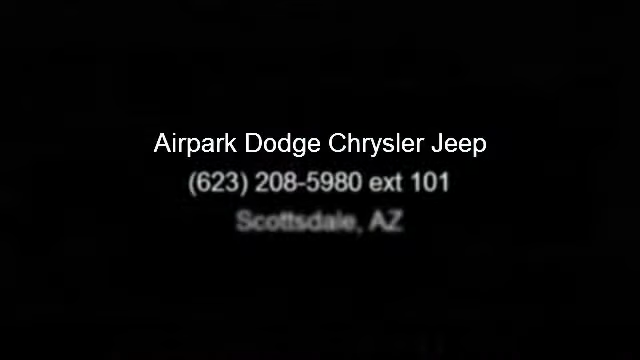 Airpark Dodge Chrysler Jeep
(623) 208-5980 ext 101
Scottsdale, AZ